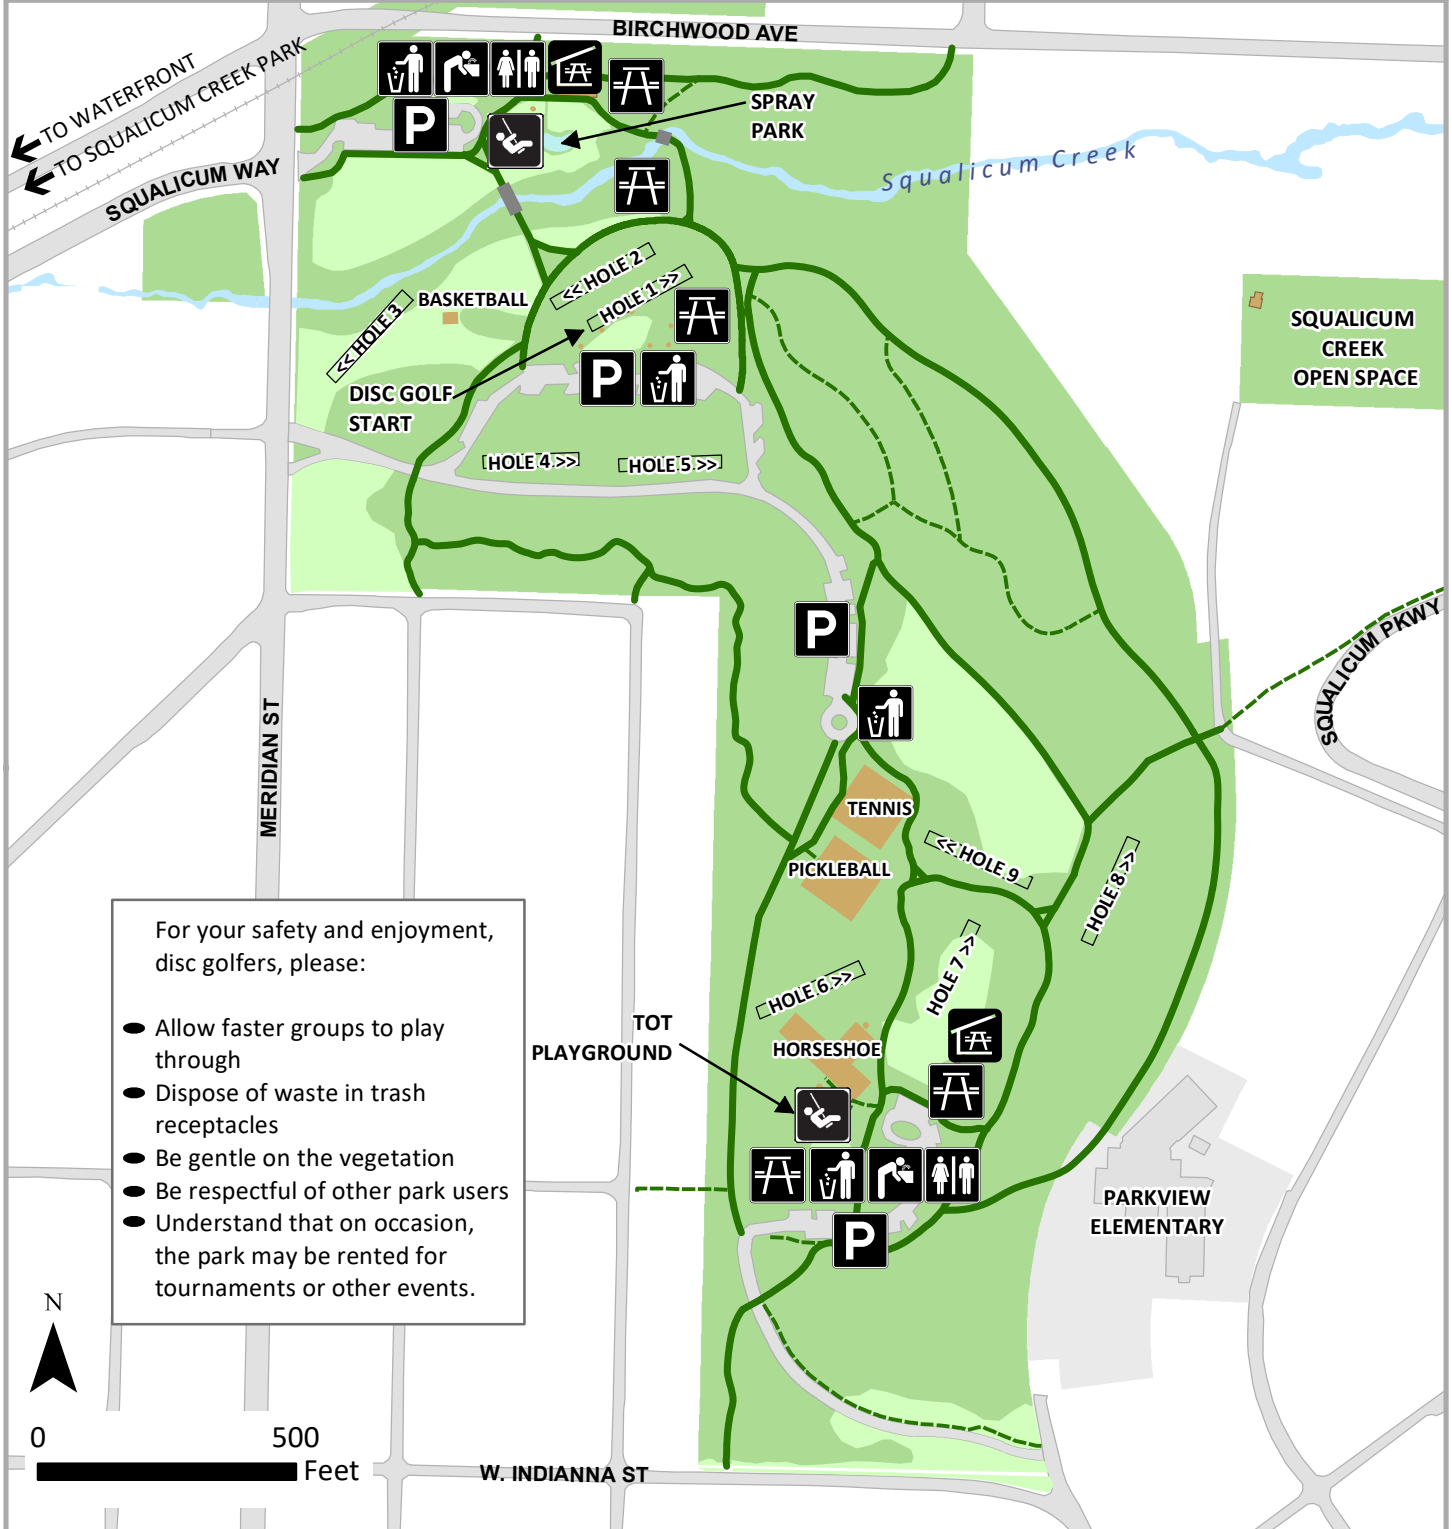 BIRCHWOOD AVE
TO WATERFRONT
TO SQUALICUM CREEK PARK
SQUALICUM WAY
P
SPRAY
PARK
Squalicum Creek
<< HOLE 2
HOLE 1 >>
<< HOLE 3
BASKETBALL
DISC GOLF
START
P
SQUALICUM
CREEK
OPEN SPACE
HOLE 4 >>
HOLE 5 >>
P
SQUALICUM PKWY
MERIDIAN ST
TENNIS
PICKLEBALL
<< HOLE 9
HOLE 8 >>
HOLE 7 >>
HOLE 6 >>
TOT
PLAYGROUND
HORSESHOE
P
PARKVIEW
ELEMENTARY
For your safety and enjoyment,
disc golfers, please:
Allow faster groups to play
through
Dispose of waste in trash
receptacles
Be gentle on the vegetation
Be respectful of other park users
Understand that on occasion,
the park may be rented for
tournaments or other events.
N
0 500
Feet
W. INDIANNA ST